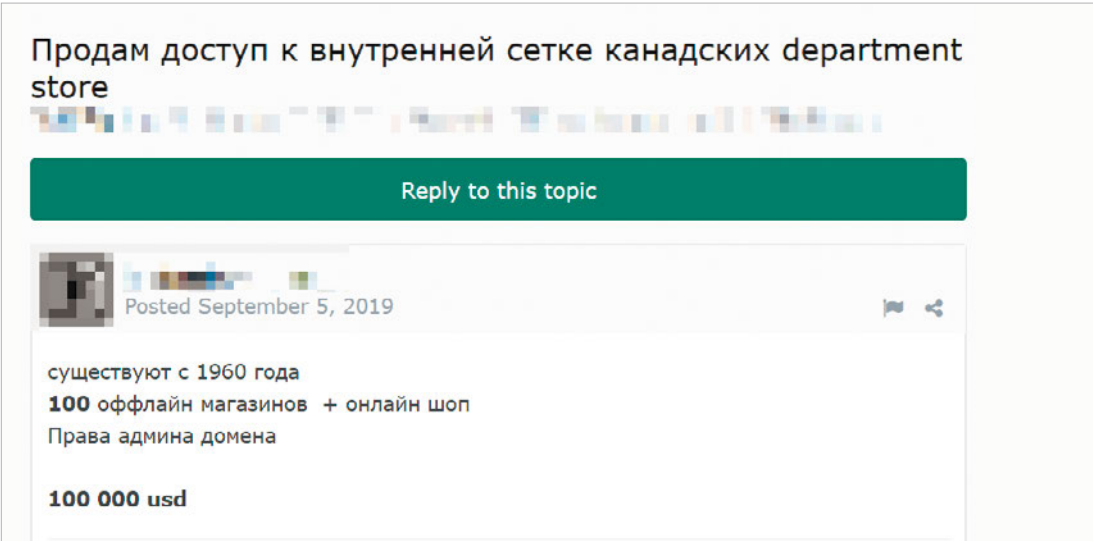 Продам доступ к внутренней сетке канадских department
store
Reply to this topic
Posted September 5, 2019
существуют с 1960 года
100 оффлайн магазинов + онлайн шоп
Права админа домена
100 000 usd